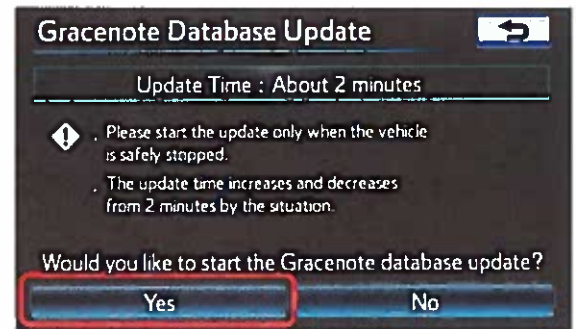 Gracenote Database Update
Update Time : About 2 minutes
. Please start the update only when the vehicle
is safely stopped.
. The update time increases and decreases
from 2 minutes by the situation.
Would you like to start the Gracenote database update?
Yes No